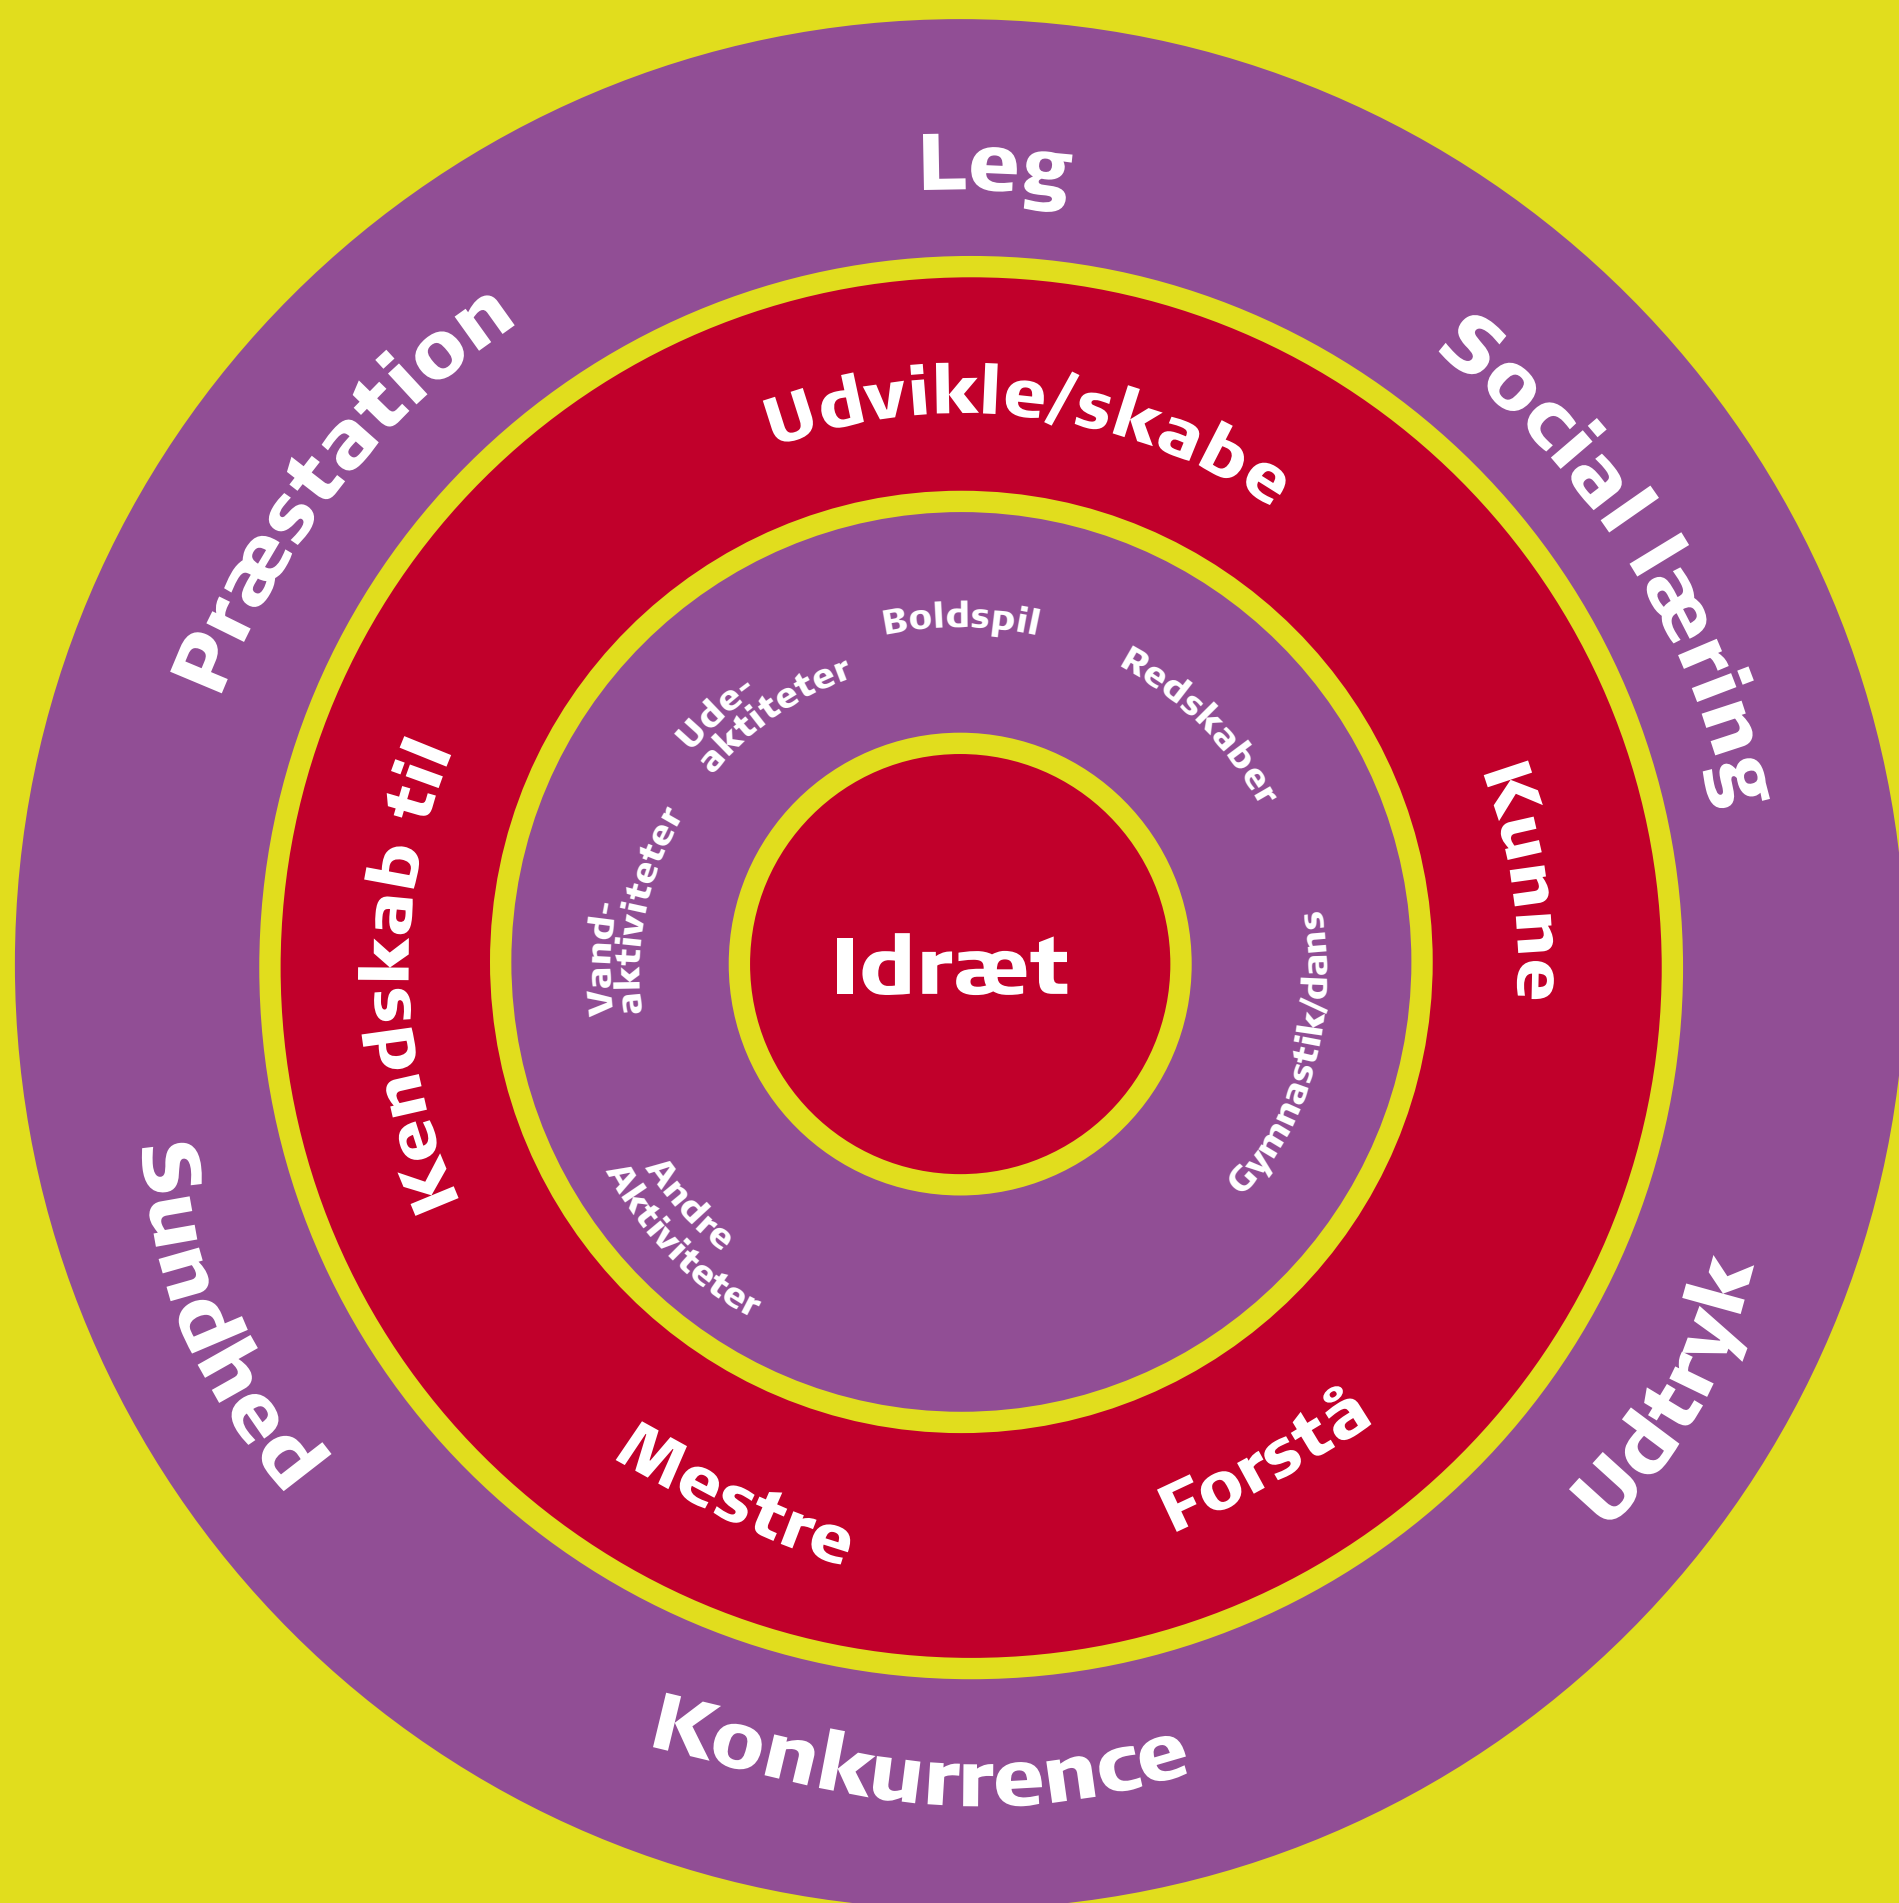 Leg
Social læring
Udtryk
Konkurrence
Sundhed
Præstation
Udvikle/skabe
Kunne
Forstå
Mestre
Kendskab til
Boldspil
Redskaber
Gymnastik/dans
Andre
Aktiviteter
Vand-
aktiviteter
Ude-
aktiteter
Idræt